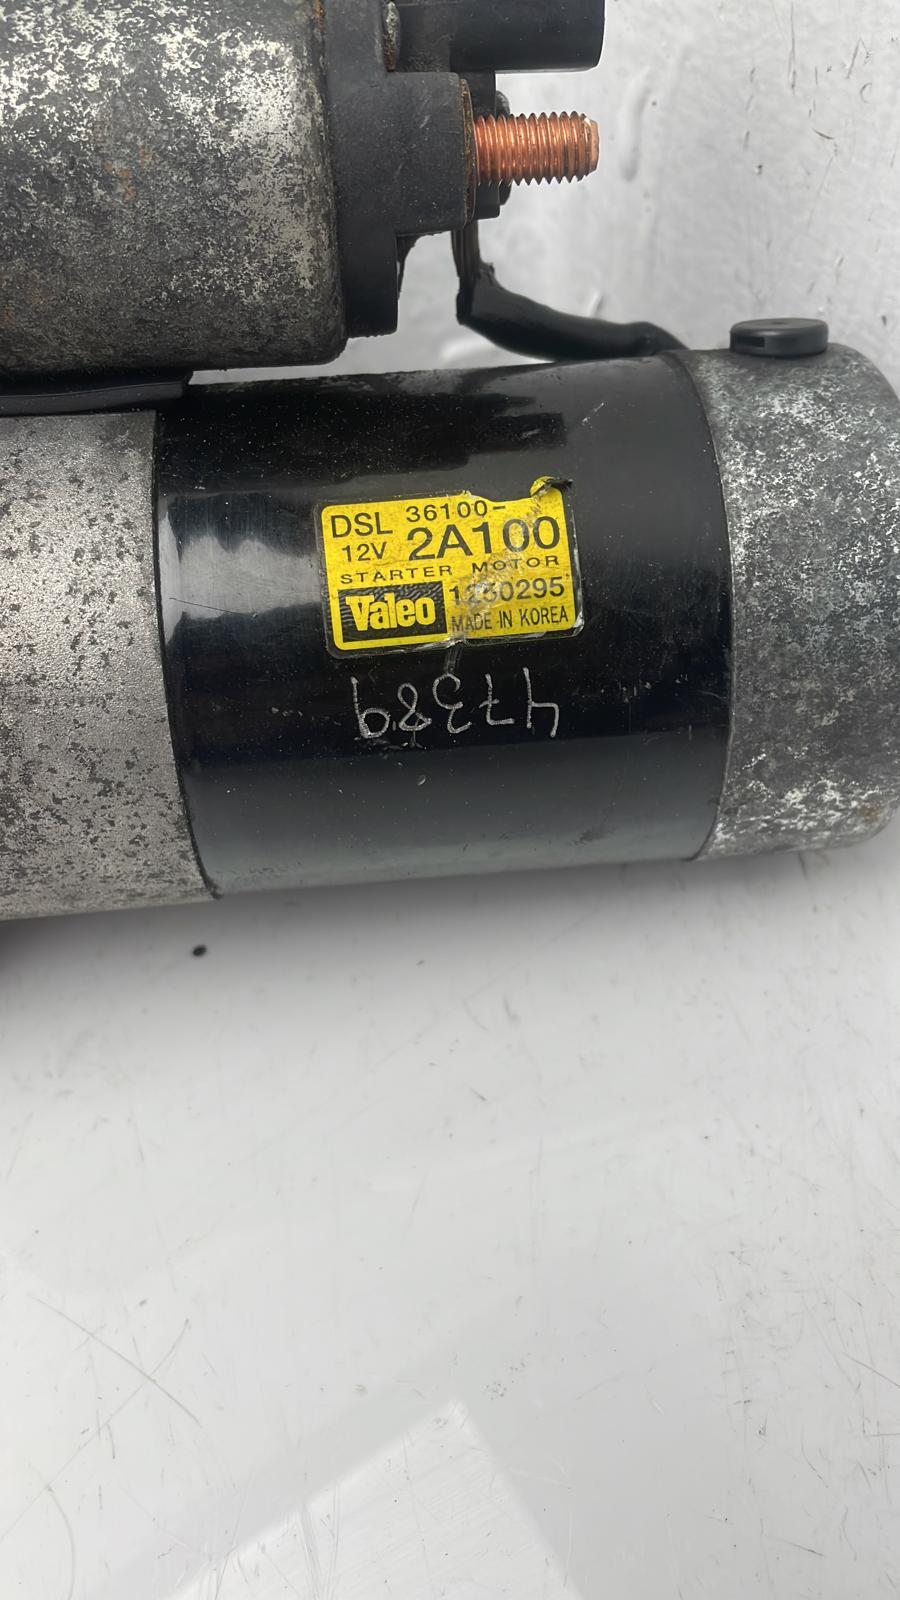 DSL 36100-
12V 2A100
STARTER MOTOR
Valeo
MADE IN KOREA
47389